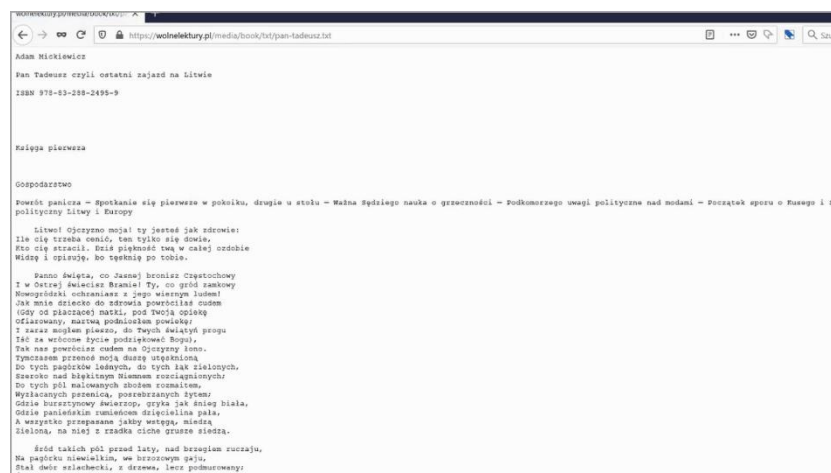 wolnelektury.pl/media/book/txt/p
https://wolnelektury.pl/media/book/txt/pan-tadeusz.txt
Adam Mickiewicz
Pan Tadeusz czyli ostatni zajazd na Litwie
ISBN 978-83-288-2495-9
Księga pierwsza
Gospodarstwo
Powrót panicza — Spotkanie się pierwsze w pokoiku, drugie u stołu — Ważna Sędziego nauka o grzeczności — Podkomorzego uwagi polityczne nad modami — Początek sporu o Kusego i
polityczny Litwy i Europy
Litwo! Ojczyzno moja! ty jesteś jak zdrowie:
Ile cię trzeba cenić, ten tylko się dowie,
Kto cię stracił. Dziś piękność twą w całej ozdobie
Widzę i opisuję, bo tęsknię po tobie.
Panno święta, co Jasnej bronisz Częstochowy
I w Ostrej świecisz Bramie! Ty, co gród zamkowy
Nowogródzki ochraniasz z jego wiernym ludem!
Jak mnie dziecko do zdrowia powróciłaś cudem
(Gdy od płaczącej matki, pod Twoją opiekę
Ofiarowany, martwą podniosłem powiekę;
I zaraz mogłem pieszo, do Twych świątyń progu
Iść za wrócone życie podziękować Bogu),
Tak nas powrócisz cudem na Ojczyzny łono.
Tymczasem przenoś moją duszę utęsknioną
Do tych pagórków leśnych, do tych łąk zielonych,
Szeroko nad błękitnym Niemnem rozciągnionych;
Do tych pól malowanych zbożem rozmaitem,
Wyzłacanych pszenicą, posrebrzanych żytem;
Gdzie bursztynowy świerzop, gryka jak śnieg biała,
Gdzie panieńskim rumieńcem dzięcielina pała,
A wszystko przepasane jakby wstęgą, miedzą
Zieloną, na niej z rzadka ciche grusze siedzą.
Śród takich pól przed laty, nad brzegiem ruczaju,
Na pagórku niewielkim, we brzozowym gaju,
Stał dwór szlachecki, z drzewa, lecz podmurowany;